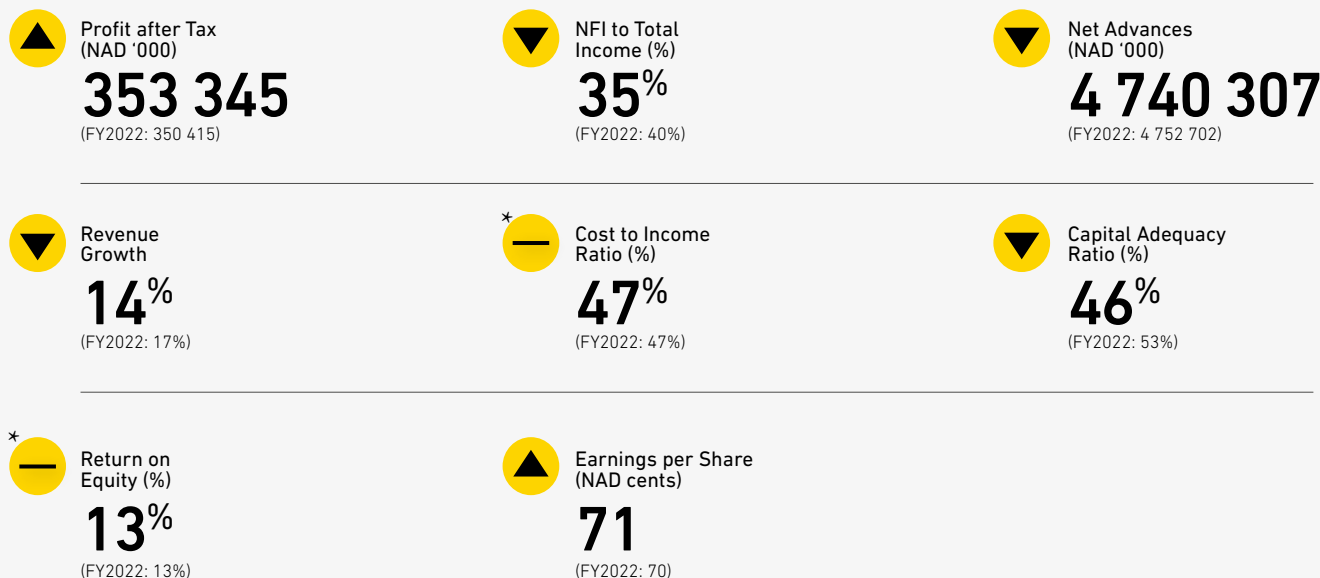 Profit after Tax
(NAD ‘000)
353 345
(FY2022: 350 415)
NFI to Total
Income (%)
35%
(FY2022: 40%)
Net Advances
(NAD ‘000)
4 740 307
(FY2022: 4 752 702)
Revenue
Growth
14%
(FY2022: 17%)
*
Cost to Income
Ratio (%)
47%
(FY2022: 47%)
Capital Adequacy
Ratio (%)
46%
(FY2022: 53%)
*
Return on
Equity (%)
13%
(FY2022: 13%)
Earnings per Share
(NAD cents)
71
(FY2022: 70)